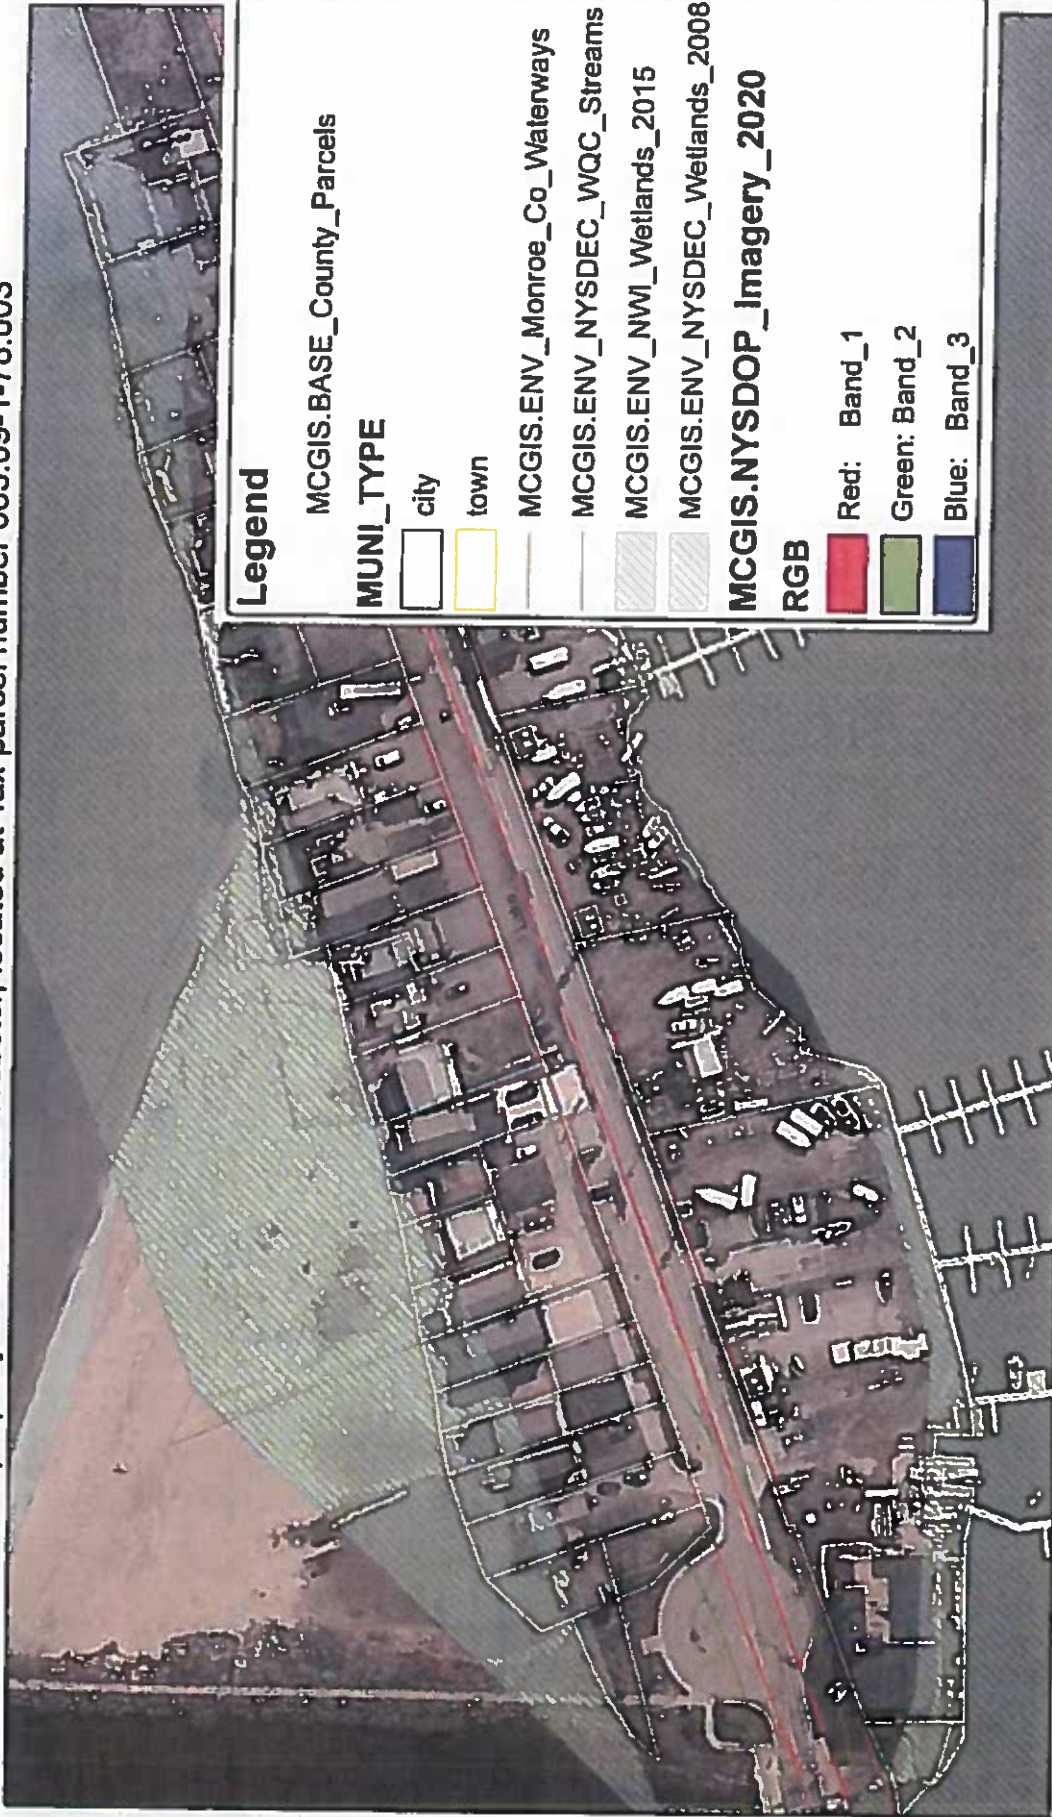 Legend
MCGIS.BASE_County_Parcels
MUNI_TYPE
city
town
MCGIS.ENV_Monroe_Co_Waterways
MCGIS.ENV_NYSDEC_WQC_Streams
MCGIS.ENV_NWI_Wetlands_2015
MCGIS.ENV_NYSDEC_Wetlands_2008
MCGIS.NYSDOP_Imagery_2020
RGB
Red: Band_1
Green: Band_2
Blue: Band_3